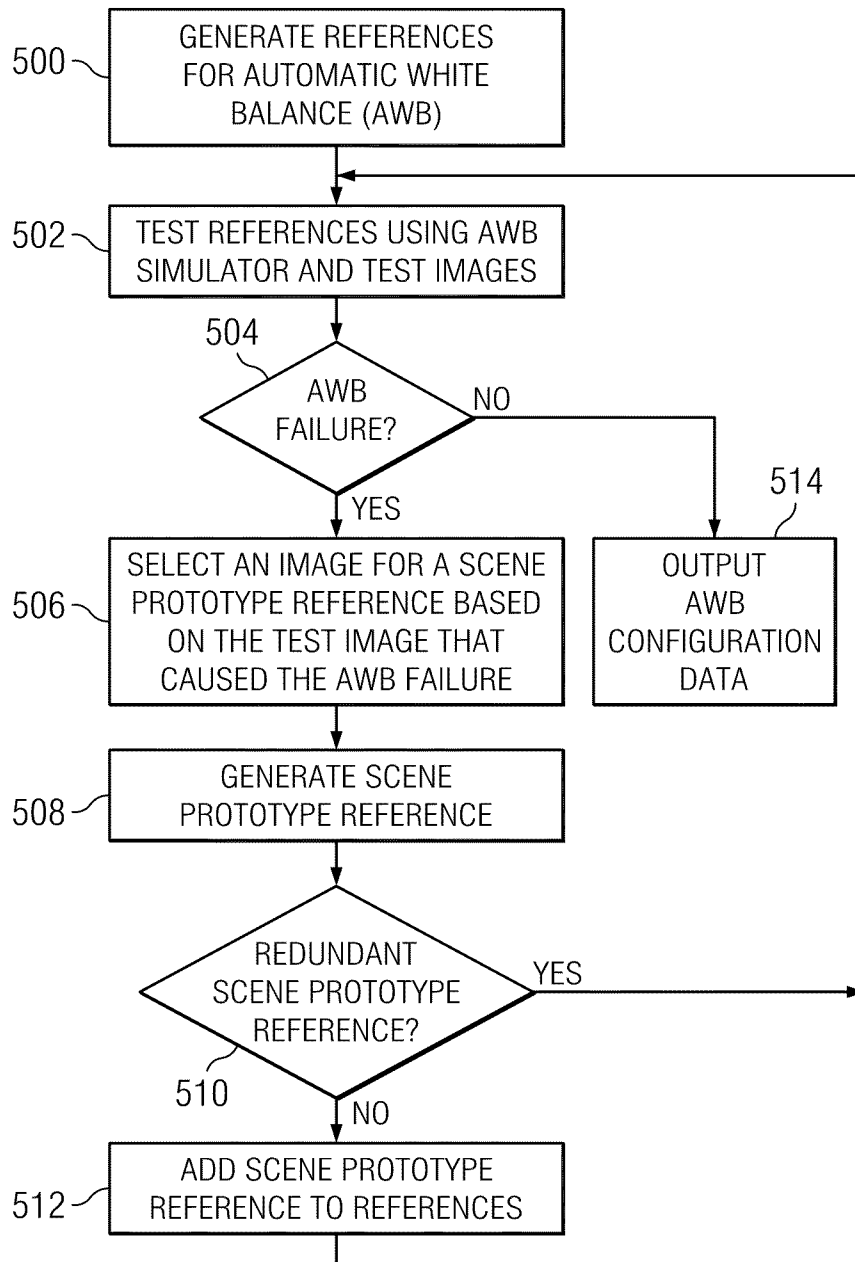 500
GENERATE REFERENCES
FOR AUTOMATIC WHITE
BALANCE (AWB)
502
TEST REFERENCES USING AWB
SIMULATOR AND TEST IMAGES
504
AWB
FAILURE?
NO
YES
506
SELECT AN IMAGE FOR A SCENE
PROTOTYPE REFERENCE BASED
ON THE TEST IMAGE THAT
CAUSED THE AWB FAILURE
514
OUTPUT
AWB
CONFIGURATION
DATA
508
GENERATE SCENE
PROTOTYPE REFERENCE
REDUNDANT
SCENE PROTOTYPE
REFERENCE?
YES
510
NO
512
ADD SCENE PROTOTYPE
REFERENCE TO REFERENCES